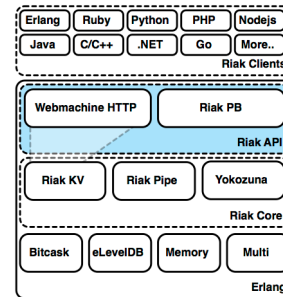 Erlang Ruby Python PHP Nodejs
Java C/C++ .NET Go More..
Riak Clients
Webmachine HTTP Riak PB
Riak API
Riak KV Riak Pipe Yokozuna
Riak Core
Bitcask eLevelDB Memory Multi
Erlang